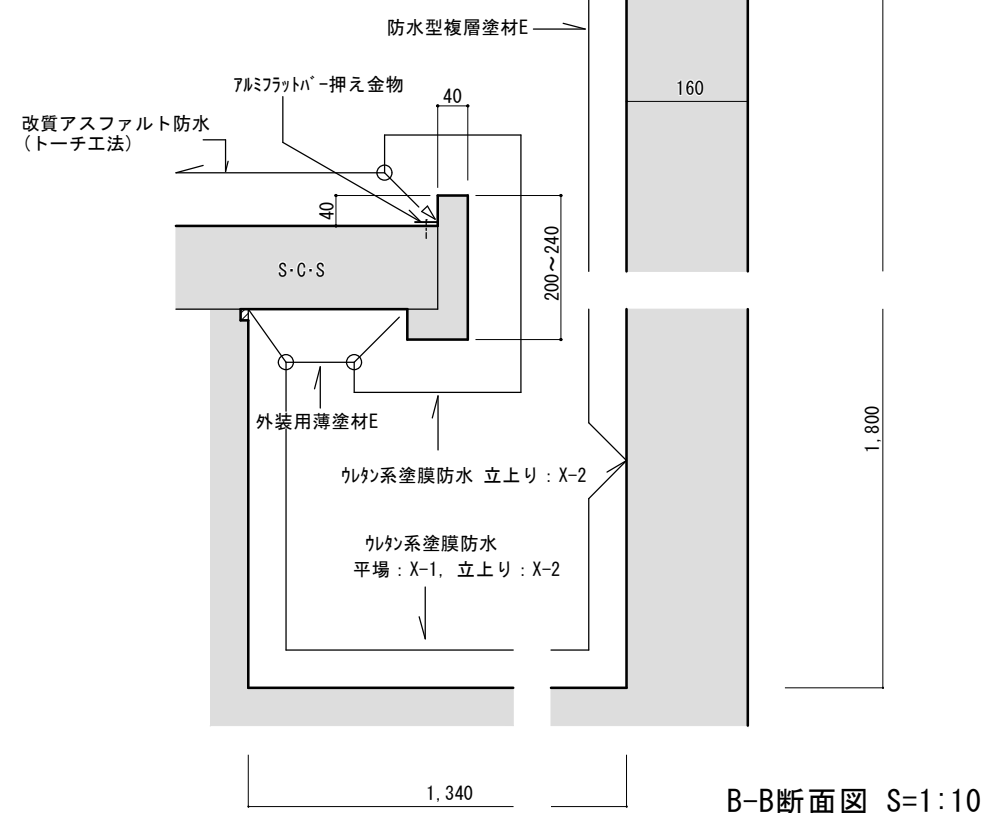 防水型複層塗材E
アルミフラットバー押え金物
40
160
改質アスファルト防水
(トーチ工法)
40
S・C・S
200~240
外装用薄塗材E
1,800
ウレタン系塗膜防水 立上り:X-2
ウレタン系塗膜防水
平場:X-1, 立上り:X-2
1,340
B-B断面図 S=1:10